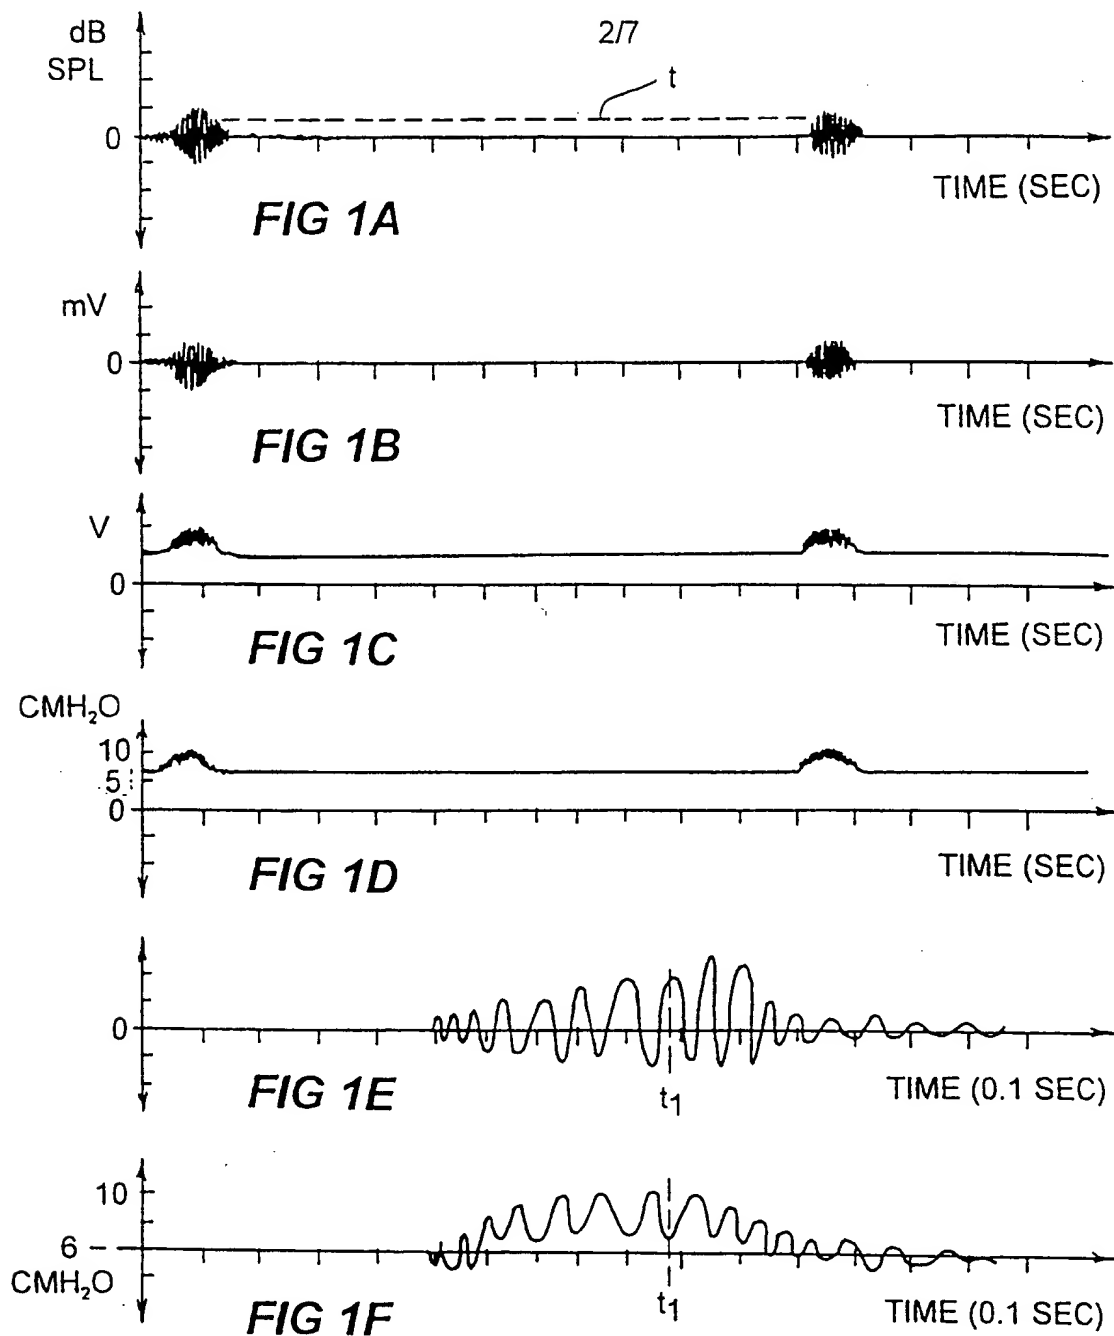 2/7
dB
SPL
t
0
TIME (SEC)
FIG 1A
mV
0
TIME (SEC)
FIG 1B
V
0
TIME (SEC)
FIG 1C
CMH₂O
10
5
0
TIME (SEC)
FIG 1D
0
t₁
TIME (0.1 SEC)
FIG 1E
10
6
CMH₂O
t₁
TIME (0.1 SEC)
FIG 1F